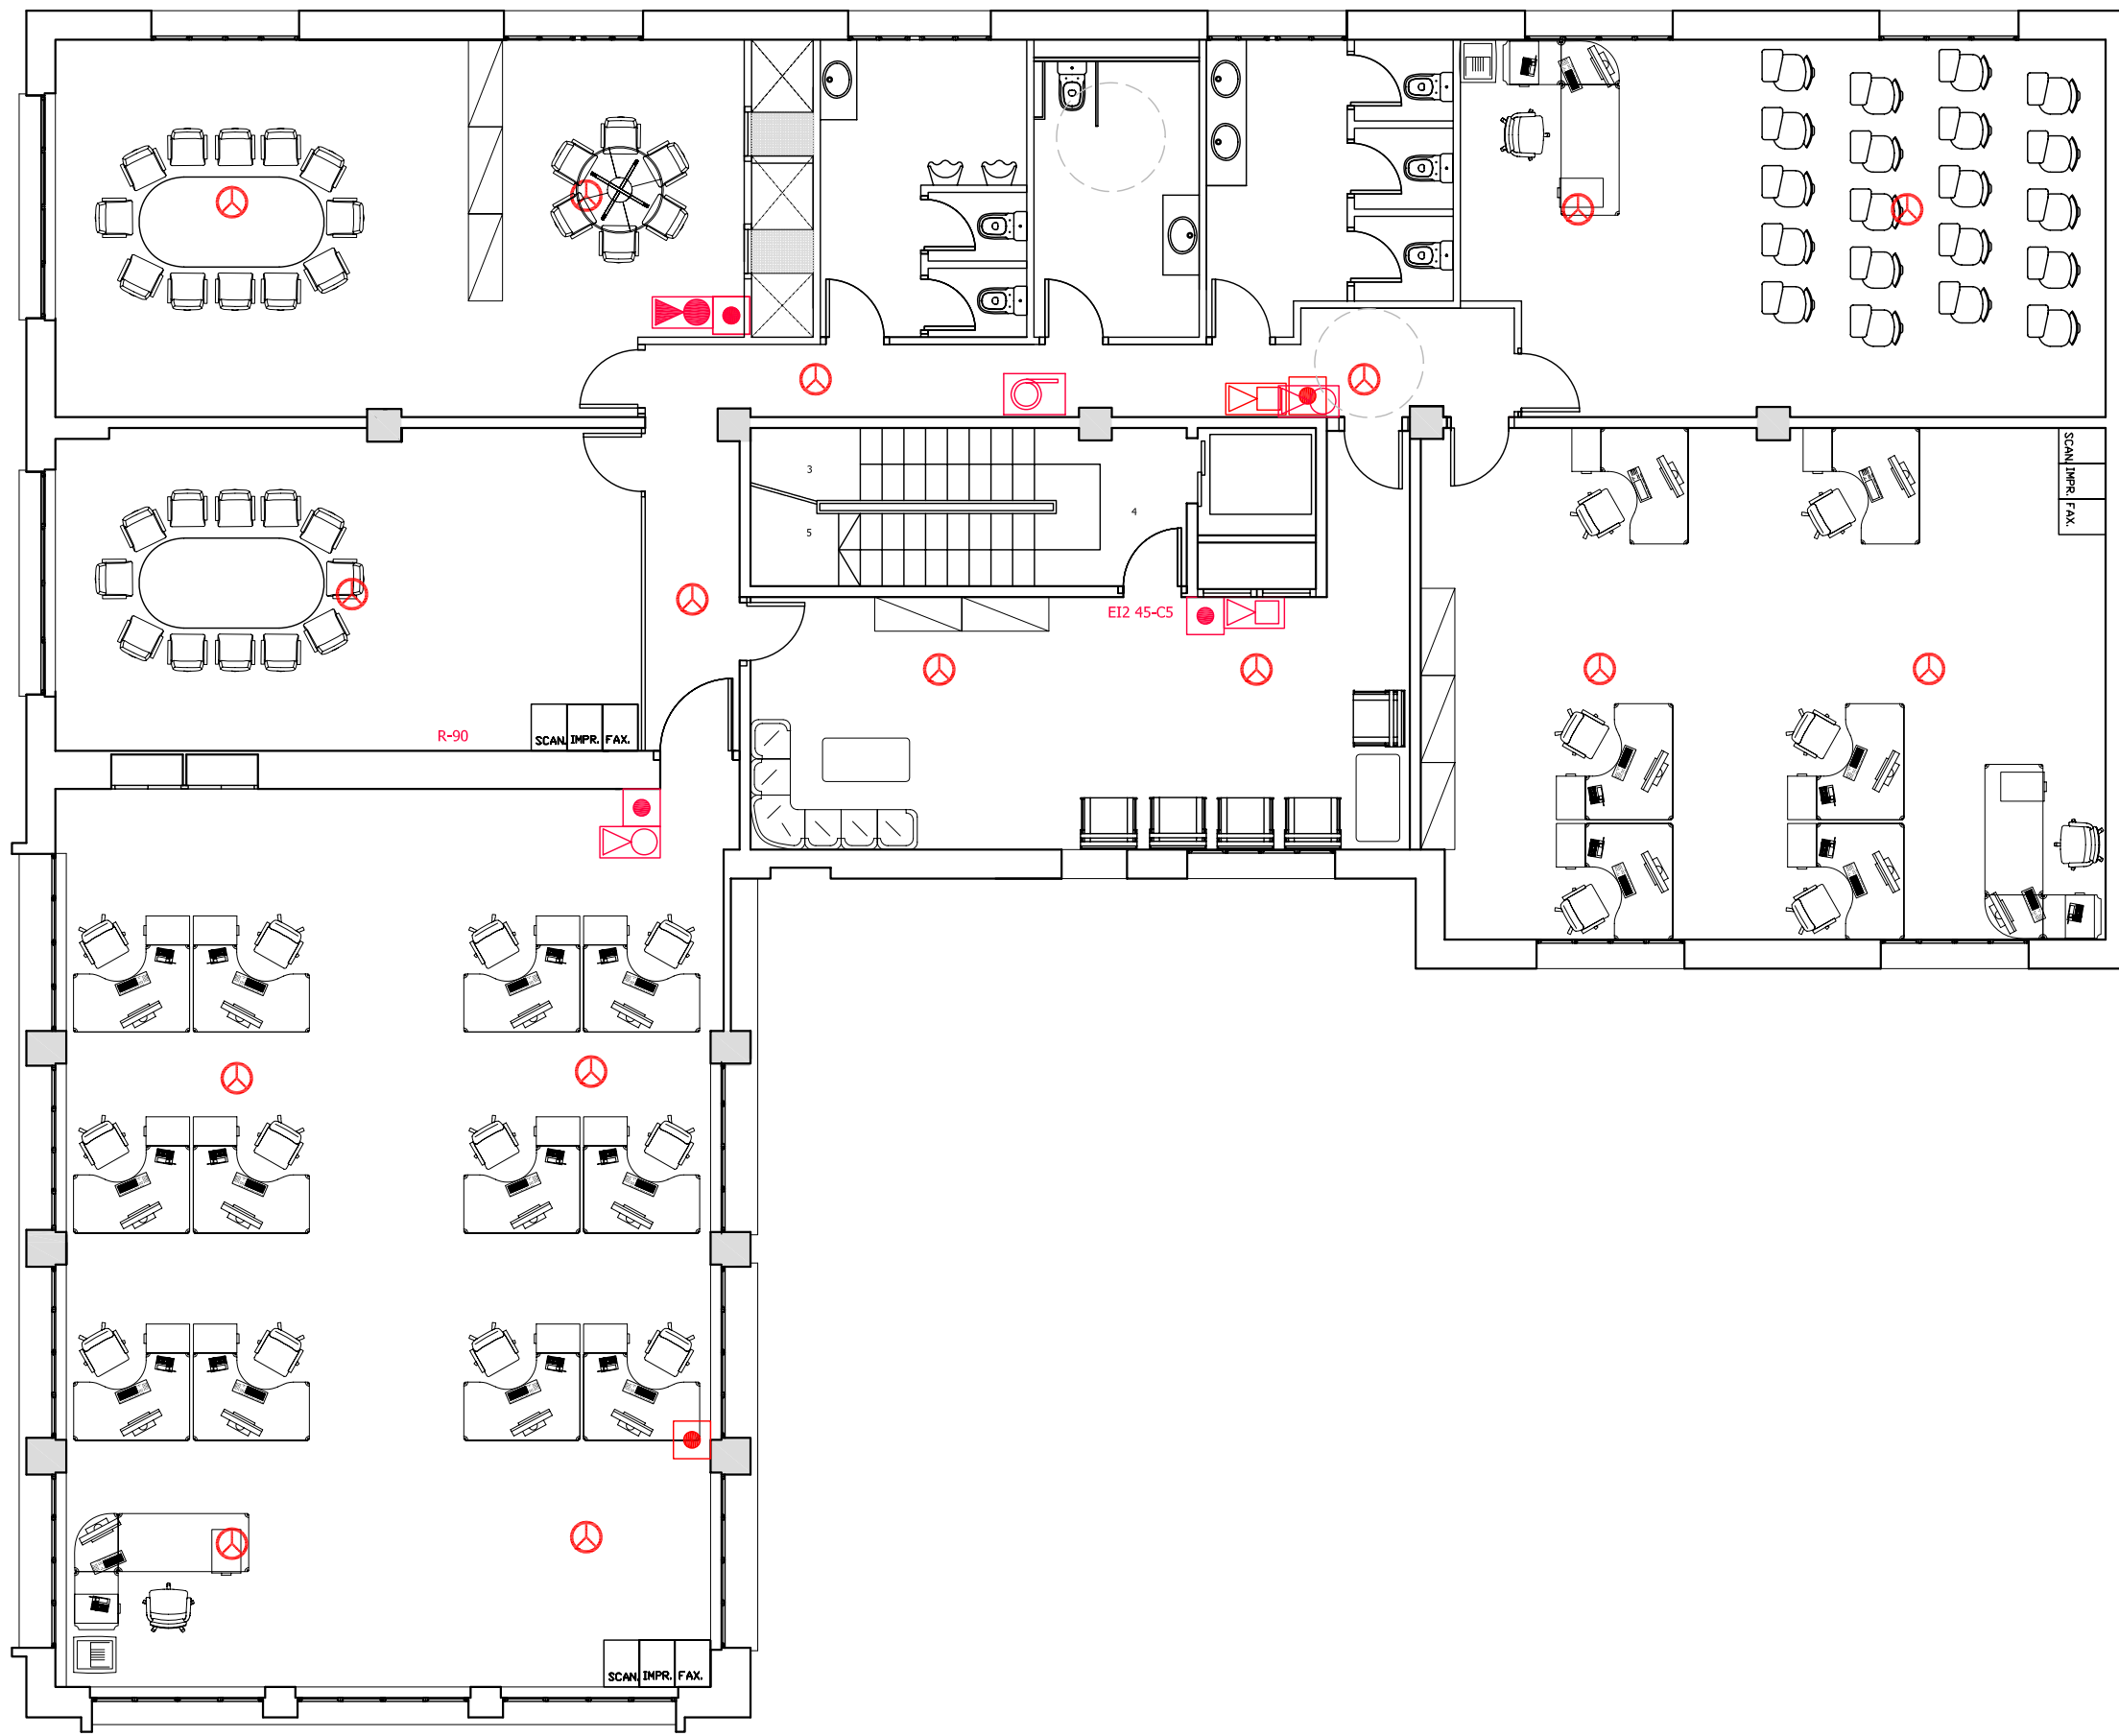 3
5
4
SCAN.
IMPR.
FAX.
EI2 45-C5
R-90
SCAN.
IMPR.
FAX.
SCAN.
IMPR.
FAX.